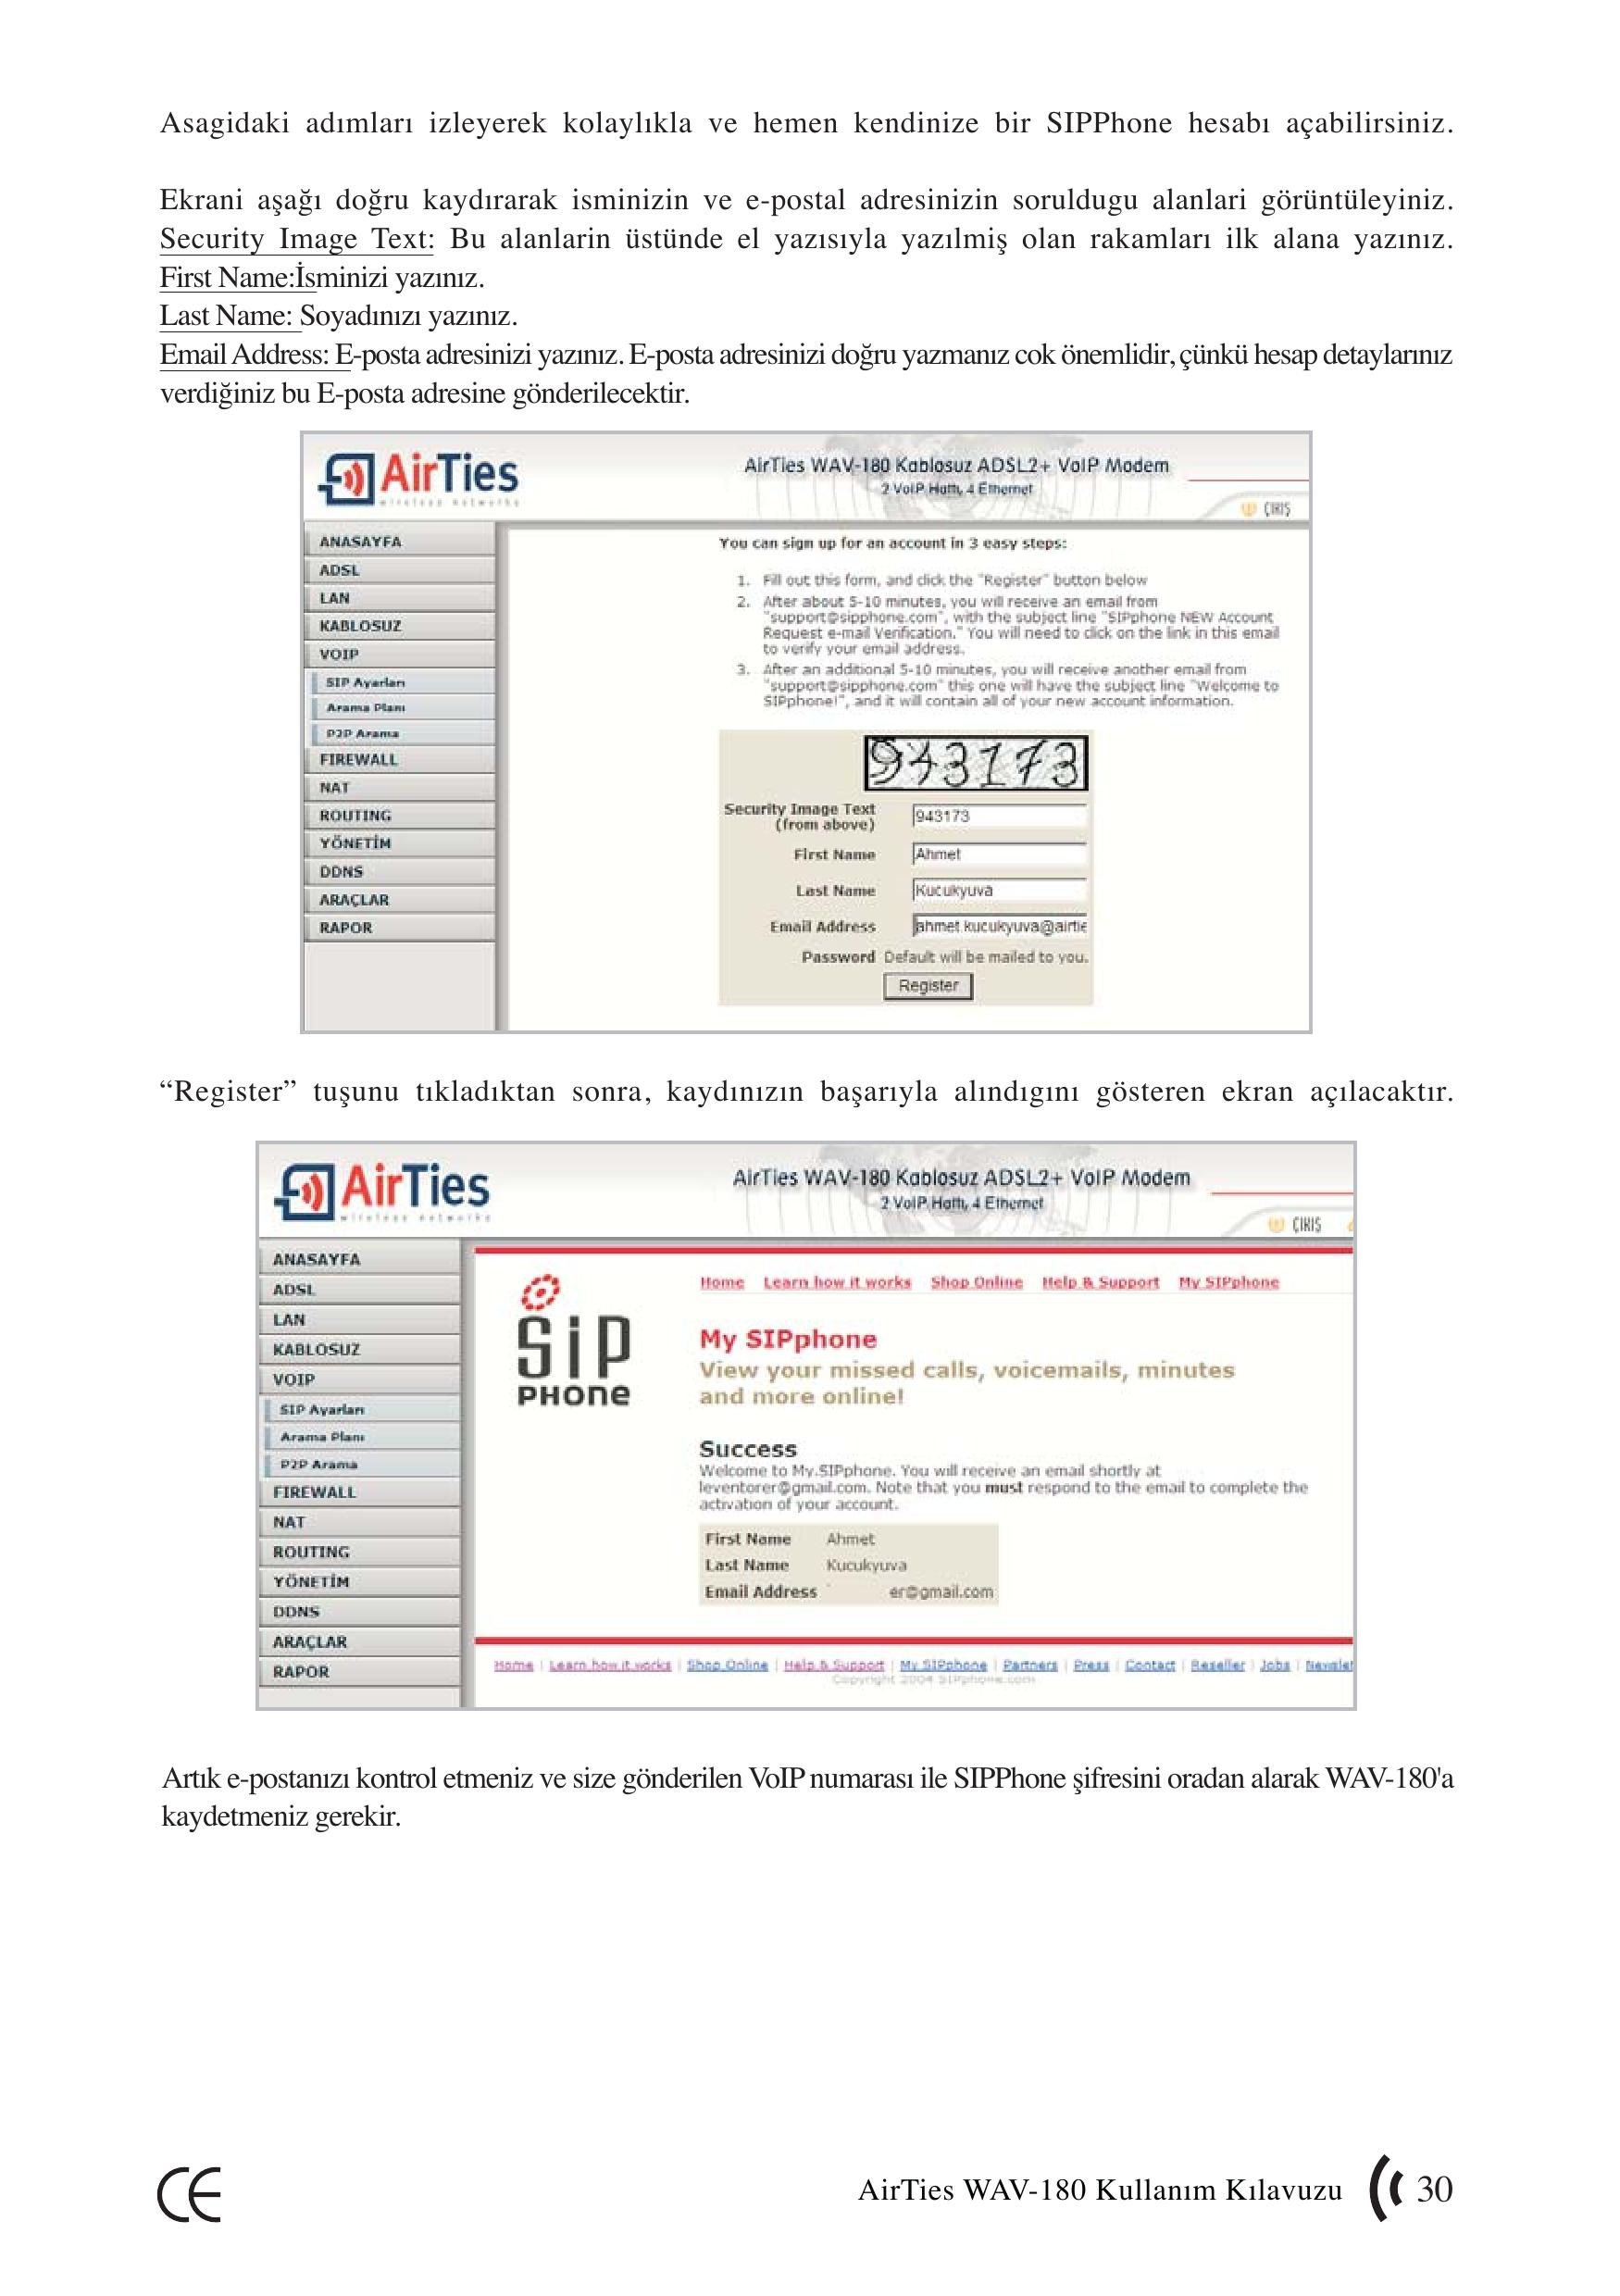 Asagidaki adımları izleyerek kolaylıkla ve hemen kendinize bir SIPPhone hesabı açabilirsiniz.
Ekrani aşağı doğru kaydırarak isminizin ve e-postal adresinizin soruldugu alanlari görüntüleyiniz.
Security Image Text: Bu alanlarin üstünde el yazısıyla yazılmiş olan rakamları ilk alana yazınız.
First Name:İsminizi yazınız.
Last Name: Soyadınızı yazınız.
Email Address: E-posta adresinizi yazınız. E-posta adresinizi doğru yazmanız cok önemlidir, çünkü hesap detaylarınız
verdiğiniz bu E-posta adresine gönderilecektir.
AirTies
wireless networks
AirTies WAV-180 Kablosuz ADSL2+ VoIP Modem
2 VoIP Hattı, 4 Ethernet
ÇIKIŞ
ANASAYFA
ADSL
LAN
KABLOSUZ
VOIP
SIP Ayarları
Arama Planı
P2P Arama
FIREWALL
NAT
ROUTING
YÖNETİM
DDNS
ARAÇLAR
RAPOR
You can sign up for an account in 3 easy steps:
1. Fill out this form, and click the "Register" button below
2. After about 5-10 minutes, you will receive an email from
"support@sipphone.com", with the subject line "SIPphone NEW Account
Request e-mail Verification." You will need to click on the link in this email
to verify your email address.
3. After an additional 5-10 minutes, you will receive another email from
"support@sipphone.com" this one will have the subject line "Welcome to
SIPphone!", and it will contain all of your new account information.
943173
Security Image Text
(from above)
943173
First Name
Ahmet
Last Name
Kucukyuva
Email Address
ahmet.kucukyuva@airtie
Password Default will be mailed to you.
Register
“Register” tuşunu tıkladıktan sonra, kaydınızın başarıyla alındıgını gösteren ekran açılacaktır.
AirTies
wireless networks
AirTies WAV-180 Kablosuz ADSL2+ VoIP Modem
2 VoIP Hattı, 4 Ethernet
ÇIKIŞ
ANASAYFA
ADSL
LAN
KABLOSUZ
VOIP
SIP Ayarları
Arama Planı
P2P Arama
FIREWALL
NAT
ROUTING
YÖNETİM
DDNS
ARAÇLAR
RAPOR
SIP
PHONE
Home Learn how it works Shop Online Help & Support My SIPphone
My SIPphone
View your missed calls, voicemails, minutes
and more online!
Success
Welcome to My.SIPphone. You will receive an email shortly at
leventorer@gmail.com. Note that you must respond to the email to complete the
activation of your account.
First Name Ahmet
Last Name Kucukyuva
Email Address er@gmail.com
Home | Learn how it works | Shop Online | Help & Support | My SIPphone | Partners | Press | Contact | Reseller | Jobs | Newslet
Copyright 2004 SIPphone.com
Artık e-postanızı kontrol etmeniz ve size gönderilen VoIP numarası ile SIPPhone şifresini oradan alarak WAV-180'a
kaydetmeniz gerekir.
CE
AirTies WAV-180 Kullanım Kılavuzu 30